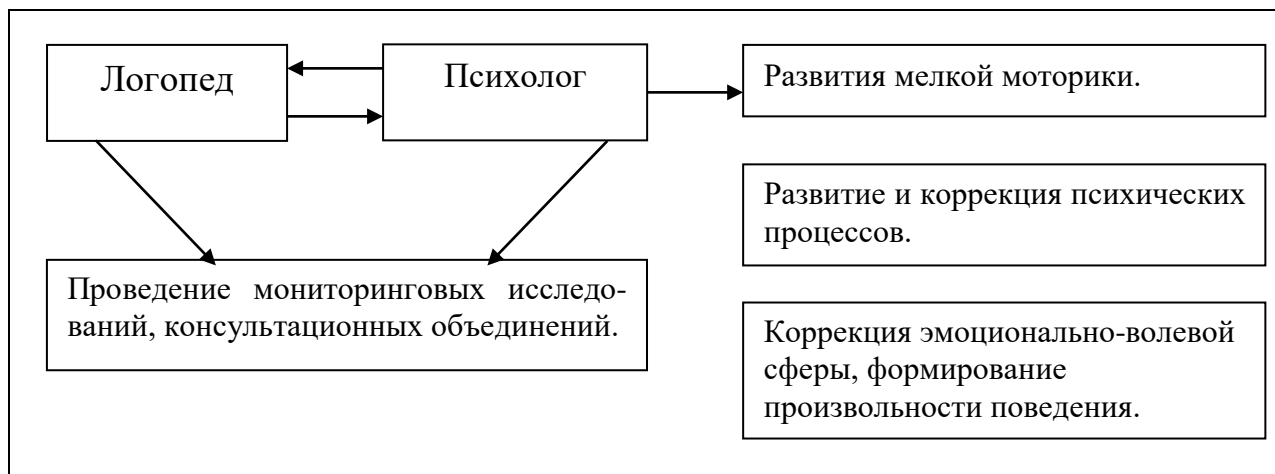 Логопед
Психолог
Развития мелкой моторики.
Развитие и коррекция психических
процессов.
Проведение мониторинговых исследо-
ваний, консультационных объединений.
Коррекция эмоционально-волевой
сферы, формирование
произвольности поведения.